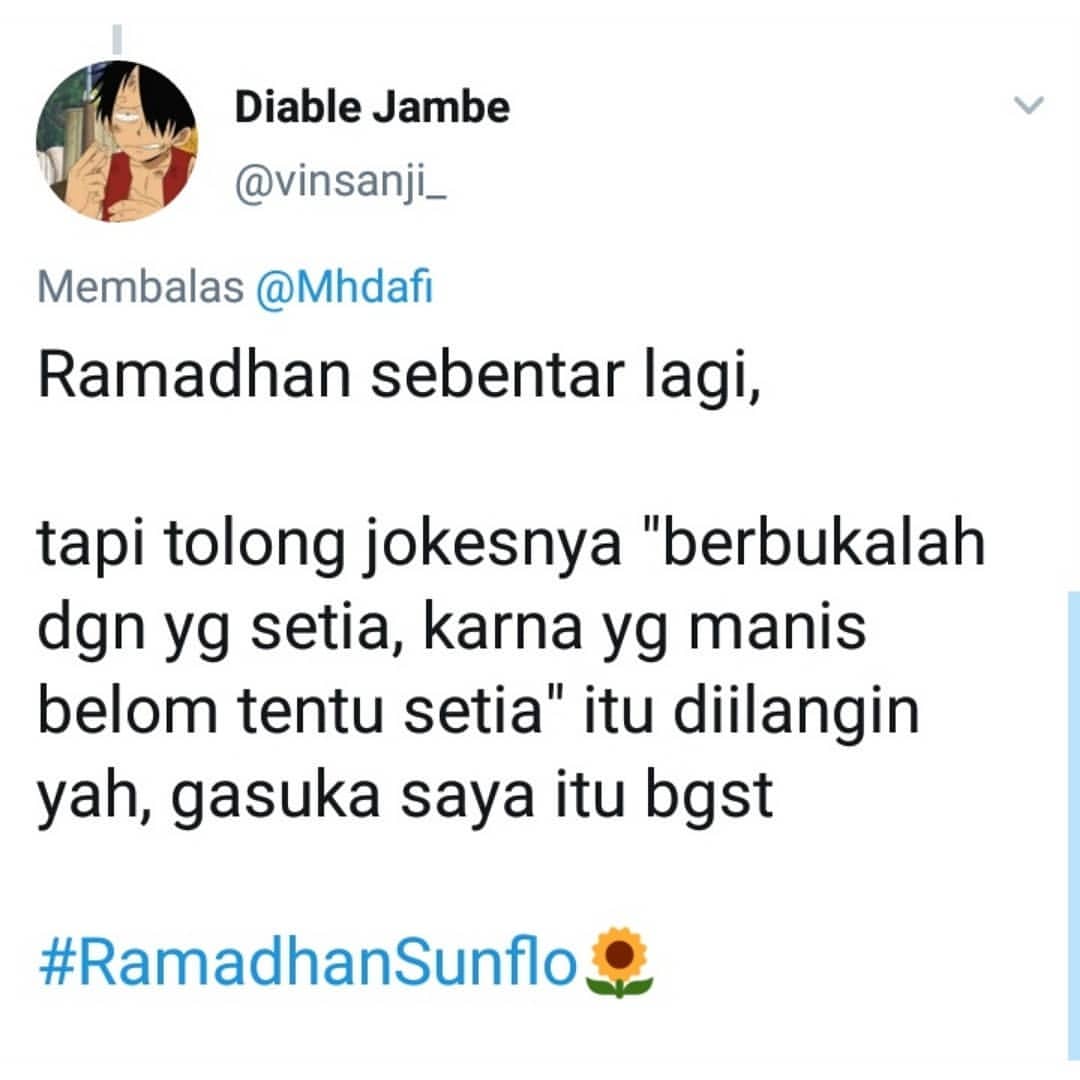 Diable Jambe
@vinsanji_
Membalas @Mhdafi
Ramadhan sebentar lagi,
tapi tolong jokesnya "berbukalah
dgn yg setia, karna yg manis
belom tentu setia" itu diilangin
yah, gasuka saya itu bgst
#RamadhanSunflo🌻